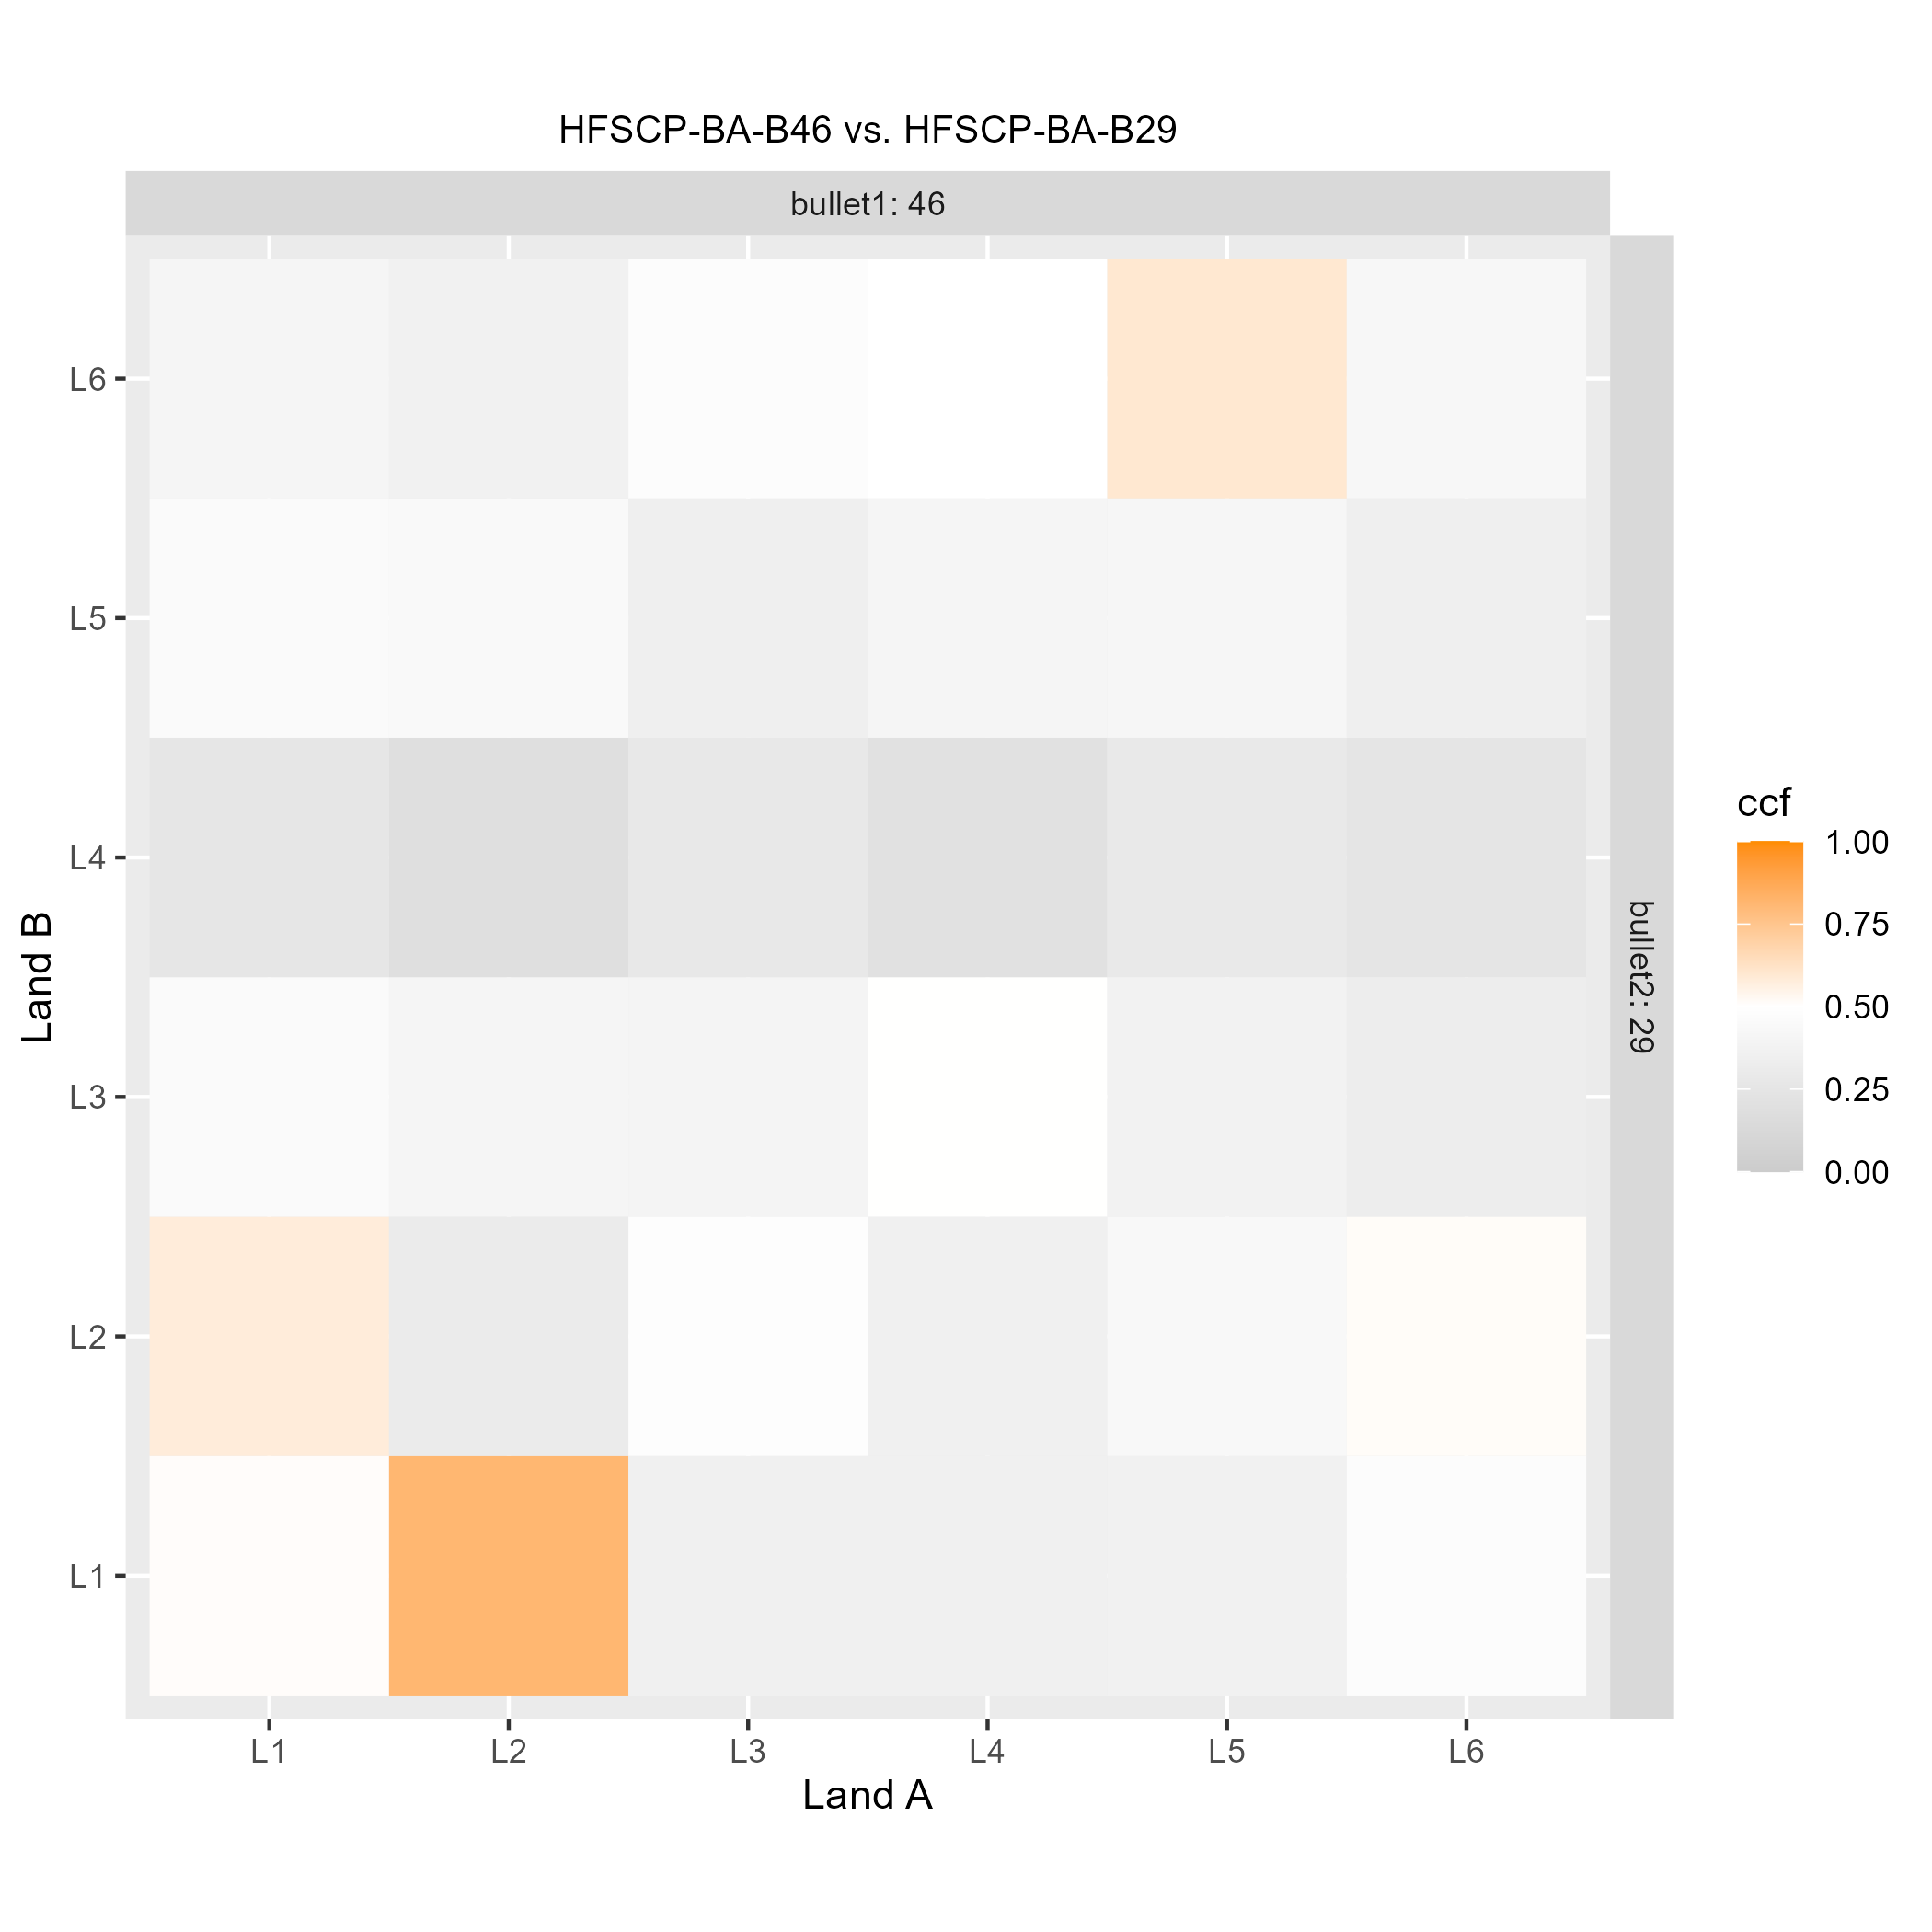 HFSCP-BA-B46 vs. HFSCP-BA-B29
bullet1: 46
L6
L5
L4
L3
L2
L1
Land B
bullet2: 29
L1 L2 L3 L4 L5 L6
Land A
ccf
1.00
0.75
0.50
0.25
0.00